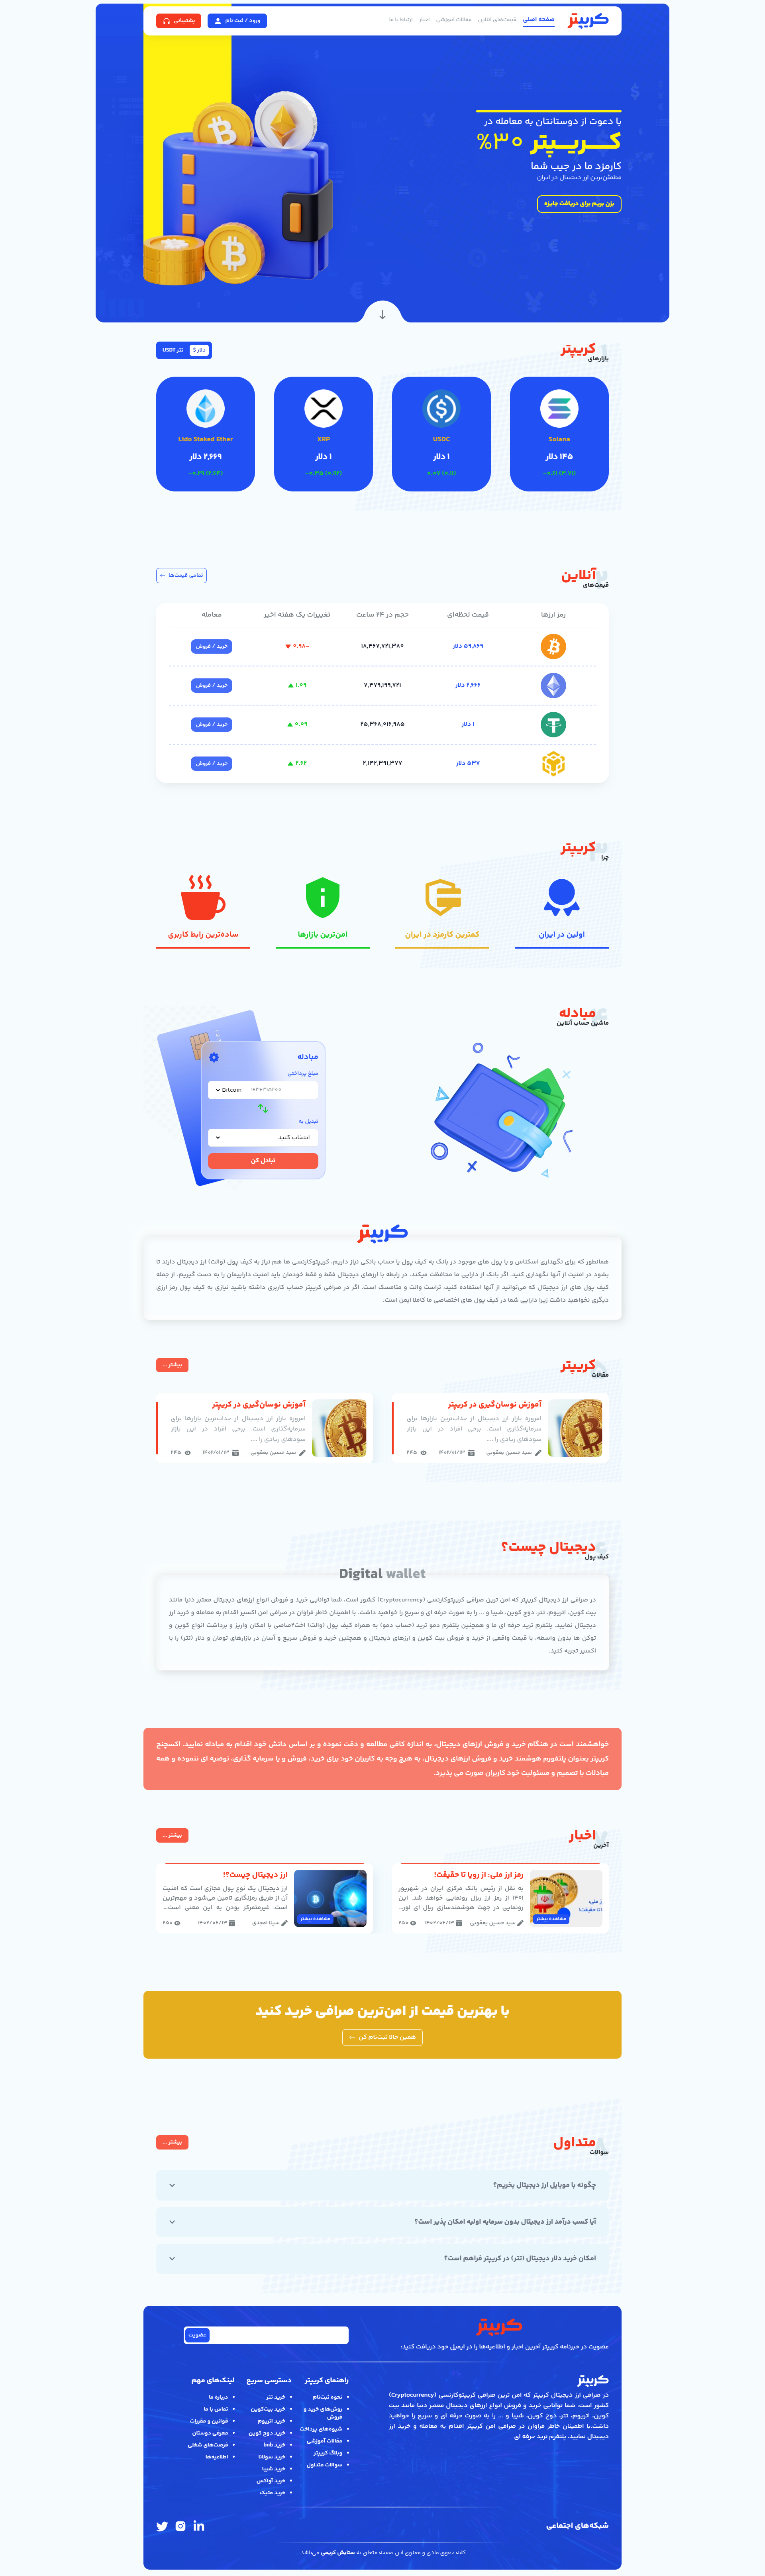 کریپتر
صفحه اصلی
قیمت‌های آنلاین
مقالات آموزشی
اخبار
ارتباط با ما
ورود / ثبت نام
پشتیبانی
با دعوت از دوستانتان به معامله در
کـــریـــپتر ۳۰%
کارمزد ما در جیب شما
مطمئن‌ترین ارز دیجیتال در ایران
بزن بریم برای دریافت جایزه
کریپتر
بازارهای
دلار $
تتر USDT
Solana
۱۴۵ دلار
USDC
۱ دلار
XRP
۱ دلار
Lido Staked Ether
۲,۶۶۹ دلار
آنلاین
قیمت‌های
تمامی قیمت‌ها
رمز ارزها
قیمت لحظه‌ای
حجم در ۲۴ ساعت
تغییرات یک هفته اخیر
معامله
۵۹,۸۶۹ دلار
۱۸,۴۶۷,۷۲۱,۳۸۰
-۰.۹۸
خرید / فروش
۲,۶۶۶ دلار
۷,۴۷۹,۱۹۹,۷۲۱
۱.۰۹
خرید / فروش
۱ دلار
۲۵,۳۶۸,۰۱۶,۹۸۵
۰.۰۹
خرید / فروش
۵۳۷ دلار
۲,۱۴۲,۳۹۱,۳۷۷
۲.۶۲
خرید / فروش
کریپتر
چرا
اولین در ایران
کمترین کارمزد در ایران
امن‌ترین بازارها
ساده‌ترین رابط کاربری
مبادله
ماشین حساب آنلاین
مبادله
مبلغ پرداختی
Bitcoin
تبدیل به
انتخاب کنید
تبادل کن
کریپتر
همانطور که برای نگهداری اسکناس و یا پول های موجود در بانک به کیف پول یا حساب بانکی نیاز داریم، کریپتوکارنسی ها هم نیاز به کیف پول (والت) ارز دیجیتال دارند تا
بشود در امنیت از آنها نگهداری کنید. اگر بانک از دارایی ما محافظت میکند، در رابطه با ارزهای دیجیتال فقط و فقط خودمان باید امنیت داراییمان را به دست گیریم. از جمله
کیف پول های ارز دیجیتال که می‌توانید از آنها استفاده کنید، تراست والت و متامسک است. اگر در صرافی کریپتر حساب کاربری داشته باشید نیازی به کیف پول رمز ارزی
دیگری نخواهید داشت زیرا دارایی شما در کیف پول های اختصاصی ما کاملا ایمن است.
کریپتر
مقالات
بیشتر ...
آموزش نوسان‌گیری در کریپتر
امروزه بازار ارز دیجیتال از جذاب‌ترین بازارها برای
سرمایه‌گذاری است. برخی افراد در این بازار
سودهای زیادی را ....
سید حسین یعقوبی
۱۴۰۲/۰۱/۱۳
۲۴۵
آموزش نوسان‌گیری در کریپتر
امروزه بازار ارز دیجیتال از جذاب‌ترین بازارها برای
سرمایه‌گذاری است. برخی افراد در این بازار
سودهای زیادی را ....
سید حسین یعقوبی
۱۴۰۲/۰۱/۱۳
۲۴۵
دیجیتال چیست؟
کیف پول
Digital wallet
در صرافی ارز دیجیتال کریپتر که امن ترین صرافی کریپتوکارنسی (Cryptocurrency) کشور است، شما توانایی خرید و فروش انواع ارزهای دیجیتال معتبر دنیا مانند
بیت کوین، اتریوم، تتر، دوج کوین، شیبا و ... را به صورت حرفه ای و سریع را خواهید داشت. با اطمینان خاطر فراوان در صرافی امن اکسیر اقدام به معامله و خرید ارز
دیجیتال نمایید. پلتفرم ترید حرفه ای ما و همچنین پلتفرم دمو ترید (حساب دمو) به همراه کیف پول (والت) اخت۲صاصی با امکان واریز و برداشت انواع کوین و
توکن ها بدون واسطه، با قیمت واقعی از خرید و فروش بیت کوین و ارزهای دیجیتال و همچنین خرید و فروش سریع و آسان در بازارهای تومان و دلار (تتر) را با
اکسیر تجربه کنید.
خواهشمند است در هنگام خرید و فروش ارزهای دیجیتال، به اندازه کافی مطالعه و دقت نموده و بر اساس دانش خود اقدام به مبادله نمایید. اکسچنج
کریپتر بعنوان پلتفورم هوشمند خرید و فروش ارزهای دیجیتال، به هیچ وجه به کاربران خود برای خرید، فروش و یا سرمایه گذاری، توصیه ای ننموده و همه
مبادلات با تصمیم و مسئولیت خود کاربران صورت می پذیرد.
اخبار
آخرین
بیشتر ...
رمز ارز ملی: از رویا تا حقیقت!
به نقل از رئیس بانک مرکزی ایران در شهریور
۱۴۰۱ از رمز ارز ریال رونمایی خواهد شد. این
رونمایی در جهت هوشمندسازی ریال ای تور...
سید حسین یعقوبی
۱۴۰۲/۰۶/۱۳
۲۵۰
مشاهده بیشتر
ارز دیجیتال چیست؟!
ارز دیجیتال یک نوع پول مجازی است که امنیت
آن از طریق رمزنگاری تامین می‌شود و مهم‌ترین
است. غیرمتمرکز بودن به این معنی است...
سینا امجدی
۱۴۰۲/۰۶/۱۳
۲۵۰
مشاهده بیشتر
با بهترین قیمت از امن‌ترین صرافی خرید کنید
همین حالا ثبت‌نام کن
متداول
سوالات
بیشتر ...
چگونه با موبایل ارز دیجیتال بخریم؟
آیا کسب درآمد ارز دیجیتال بدون سرمایه اولیه امکان پذیر است؟
امکان خرید دلار دیجیتال (تتر) در کریپتر فراهم است؟
کریپتر
عضویت در خبرنامه کریپتر آخرین اخبار و اطلاعیه‌ها را در ایمیل خود دریافت کنید:
عضویت
کریپتر
در صرافی ارز دیجیتال کریپتر که امن ترین صرافی کریپتوکارنسی (Cryptocurrency)
کشور است، شما توانایی خرید و فروش انواع ارزهای دیجیتال معتبر دنیا مانند بیت
کوین، اتریوم، تتر، دوج کوین، شیبا و ... را به صورت حرفه ای و سریع را خواهید
داشت.با اطمینان خاطر فراوان در صرافی امن کریپتر اقدام به معامله و خرید ارز
دیجیتال نمایید. پلتفرم ترید حرفه ای
راهنمای کریپتر
نحوه ثبت‌نام
روش‌های خرید و
فروش
شیوه‌های پرداخت
مقالات آموزشی
وبلاگ کریپتر
سوالات متداول
دسترسی سریع
خرید تتر
خرید بیت‌کوین
خرید اتریوم
خرید دوج کوین
خرید bnb
خرید سولانا
خرید شیبا
خرید آواکس
خرید متیک
لینک‌های مهم
درباره ما
تماس با ما
قوانین و مقررات
معرفی دوستان
فرصت‌های شغلی
اطلاعیه‌ها
شبکه‌های اجتماعی
کلیه حقوق مادی و معنوی این صفحه متعلق به ستایش کریمی می‌باشد.